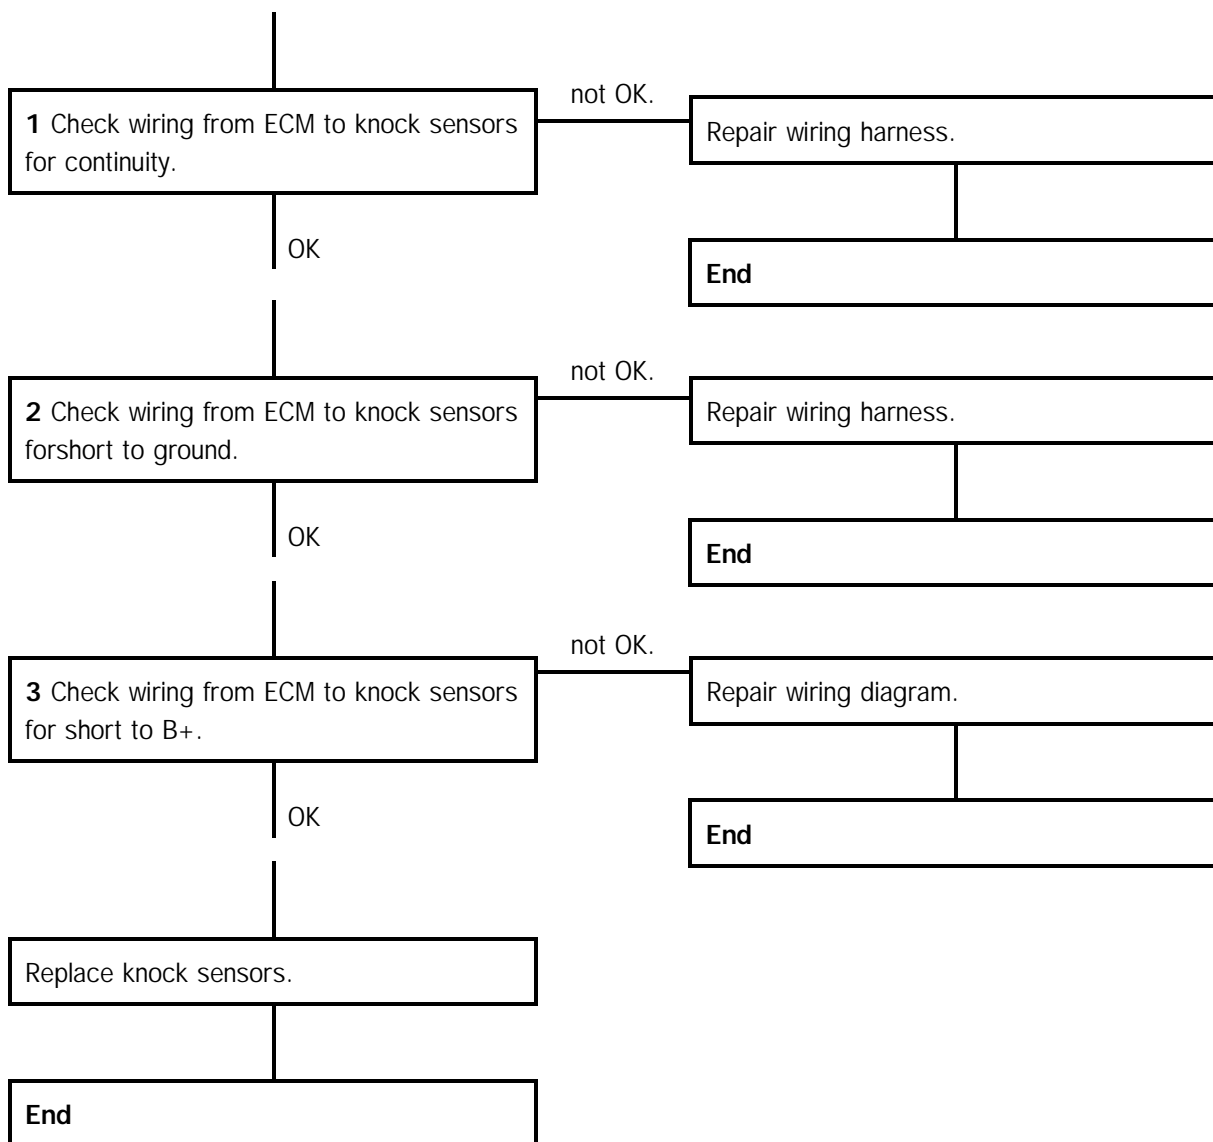 not OK.
1 Check wiring from ECM to knock sensors
for continuity.
Repair wiring harness.
OK
End
not OK.
2 Check wiring from ECM to knock sensors
forshort to ground.
Repair wiring harness.
OK
End
not OK.
3 Check wiring from ECM to knock sensors
for short to B+.
Repair wiring diagram.
OK
End
Replace knock sensors.
End